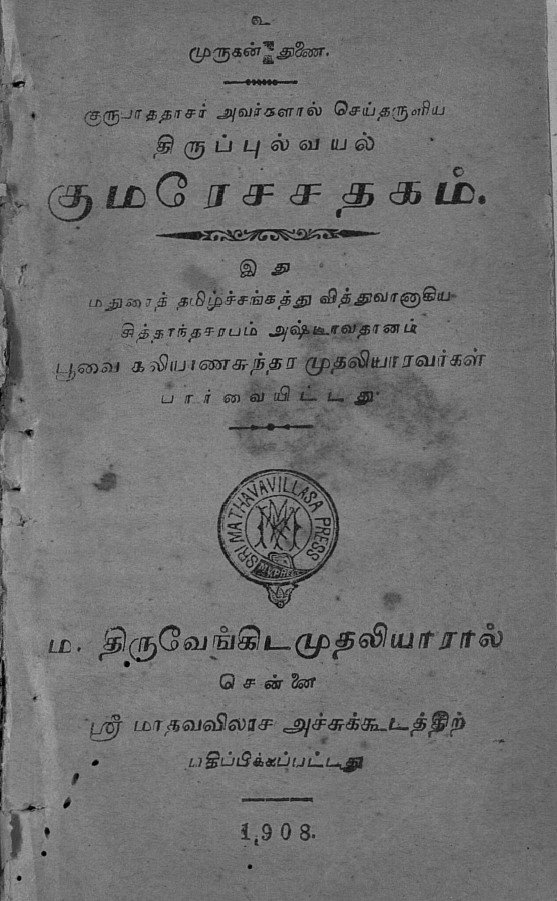 உ
முருகன் துணை.
குருபாததாசர் அவர்களால் செய்தருளிய
திருப்புல்வயல்
குமரேசசதகம்.
இது
மதுரைத் தமிழ்ச்சங்கத்து வித்துவானாகிய
சித்தாந்தசரபம் அஷ்டாவதானம்
பூவை கலியாணசுந்தர முதலியாரவர்கள்
பார்வையிட்டது
SRI MATHAVAVILLASA PRESS
ம. திருவேங்கிடமுதலியாரால்
சென்னை
ஸ்ரீ மாதவவிலாச அச்சுக்கூடத்திற்
பதிப்பிக்கப்பட்டது
1908.